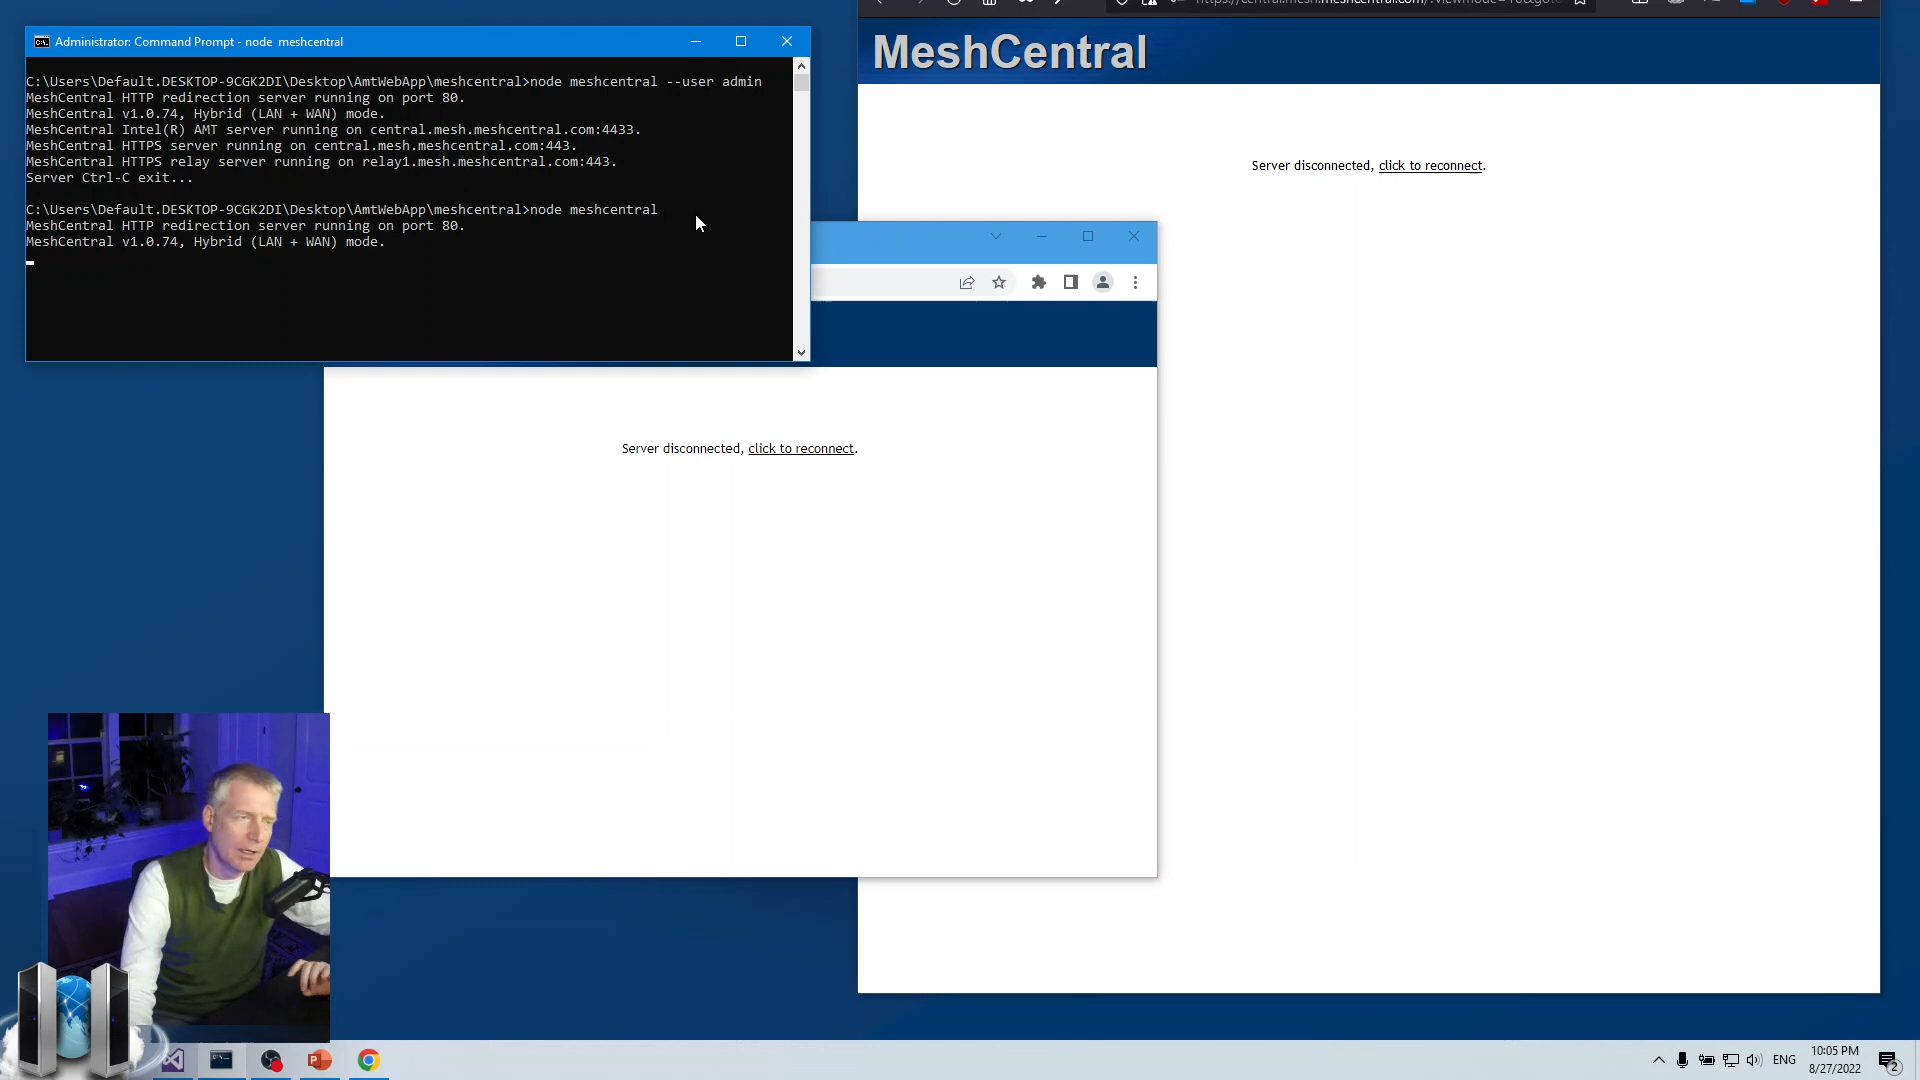 Administrator: Command Prompt - node  meshcentral
C:\Users\Default.DESKTOP-9CGK2DI\Desktop\AmtWebApp\meshcentral>node meshcentral --user admin
MeshCentral HTTP redirection server running on port 80.
MeshCentral v1.0.74, Hybrid (LAN + WAN) mode.
MeshCentral Intel(R) AMT server running on central.mesh.meshcentral.com:4433.
MeshCentral HTTPS server running on central.mesh.meshcentral.com:443.
MeshCentral HTTPS relay server running on relay1.mesh.meshcentral.com:443.
Server Ctrl-C exit...
C:\Users\Default.DESKTOP-9CGK2DI\Desktop\AmtWebApp\meshcentral>node meshcentral
MeshCentral HTTP redirection server running on port 80.
MeshCentral v1.0.74, Hybrid (LAN + WAN) mode.
MeshCentral
Server disconnected, click to reconnect.
Server disconnected, click to reconnect.
ENG
10:05 PM
8/27/2022
2